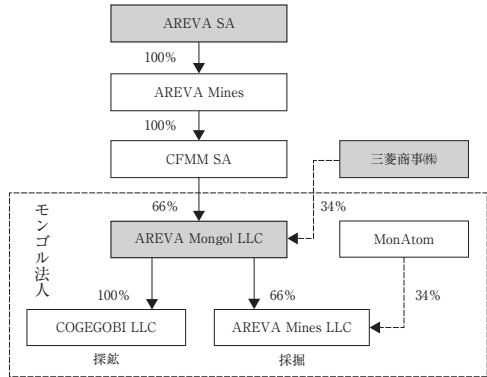 AREVA SA
100%
AREVA Mines
100%
CFMM SA
三菱商事㈱
66%
34%
モンゴル法人
AREVA Mongol LLC
MonAtom
100%
66%
34%
COGEGOBI LLC
AREVA Mines LLC
探鉱
採掘